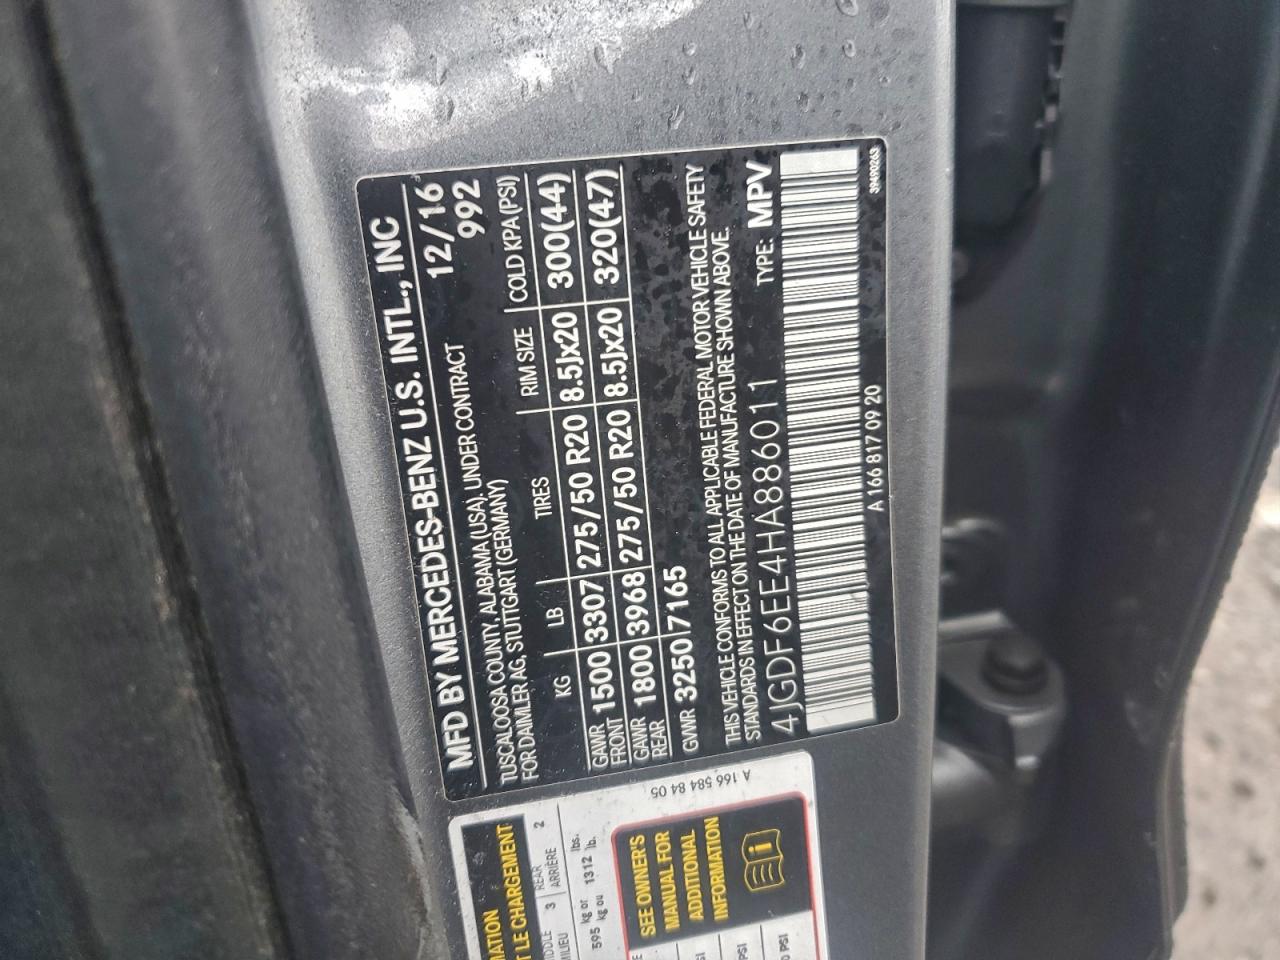 MFD BY MERCEDES-BENZ U.S. INTL., INC
TUSCALOOSA COUNTY, ALABAMA (USA). UNDER CONTRACT 12/16
FOR DAIMLER AG, STUTTGART (GERMANY) 992
KG LB TIRES RIM SIZE COLD KPA (PSI)
GAWR FRONT 1500 3307 275/50 R20 8.5Jx20 300(44)
GAWR REAR 1800 3968 275/50 R20 8.5Jx20 320(47)
GVWR 3250 7165
THIS VEHICLE CONFORMS TO ALL APPLICABLE FEDERAL MOTOR VEHICLE SAFETY
STANDARDS IN EFFECT ON THE DATE OF MANUFACTURE SHOWN ABOVE.
4JGDF6EE4HA886011 TYPE: MPV
A 166 817 09 20
39490263
A 166 584 84 05
LE CHARGEMENT
3 REAR 2
ARRIÈRE
595 kg or 1312 lbs.
kg ou lb.
SEE OWNER'S
MANUAL FOR
ADDITIONAL
INFORMATION
PSI